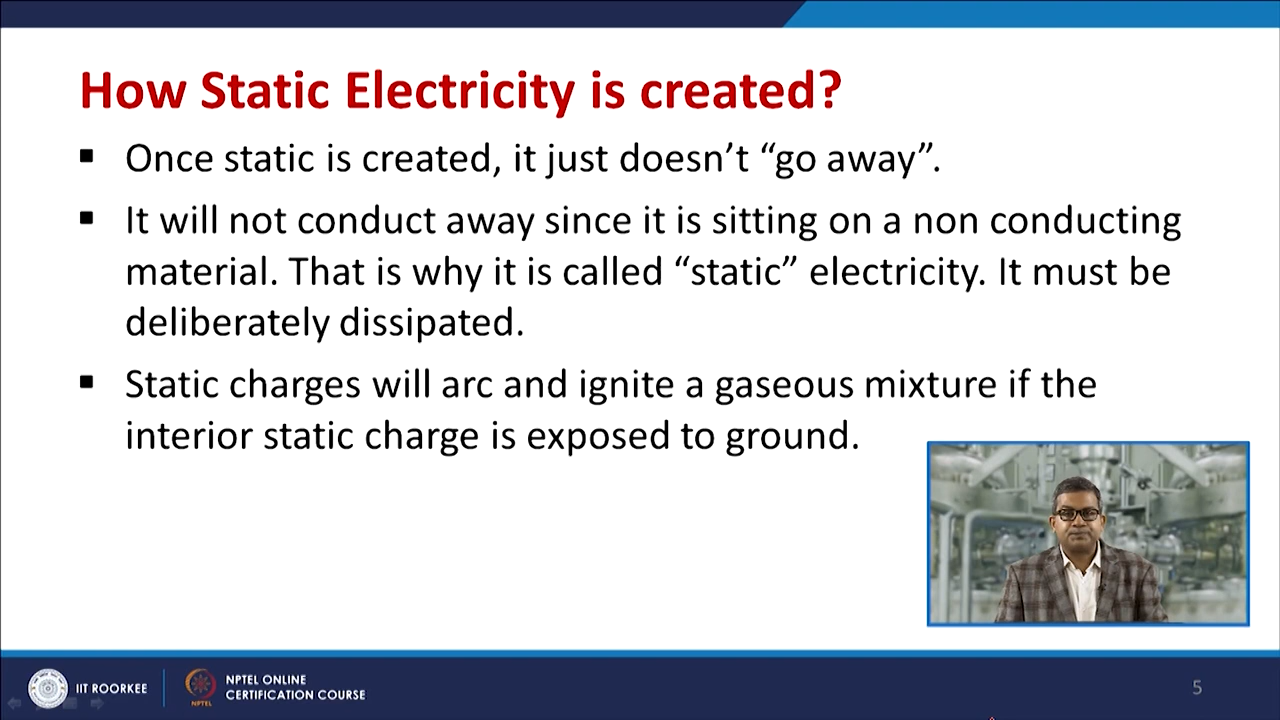 How Static Electricity is created?
▪ Once static is created, it just doesn’t “go away”.
▪ It will not conduct away since it is sitting on a non conducting
material. That is why it is called “static” electricity. It must be
deliberately dissipated.
▪ Static charges will arc and ignite a gaseous mixture if the
interior static charge is exposed to ground.
IIT ROORKEE
NPTEL
NPTEL ONLINE
CERTIFICATION COURSE
5